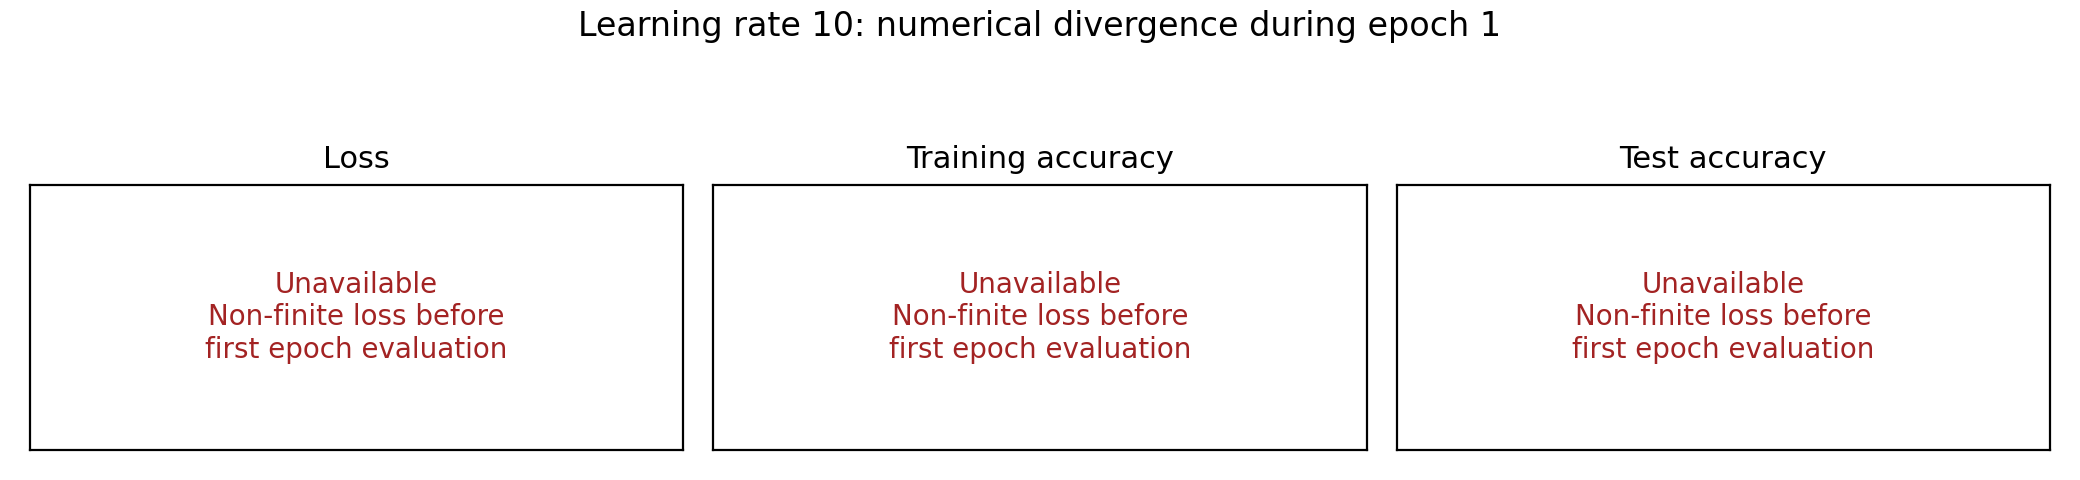 Learning rate 10: numerical divergence during epoch 1
Loss
Unavailable
Non-finite loss before
first epoch evaluation
Training accuracy
Unavailable
Non-finite loss before
first epoch evaluation
Test accuracy
Unavailable
Non-finite loss before
first epoch evaluation